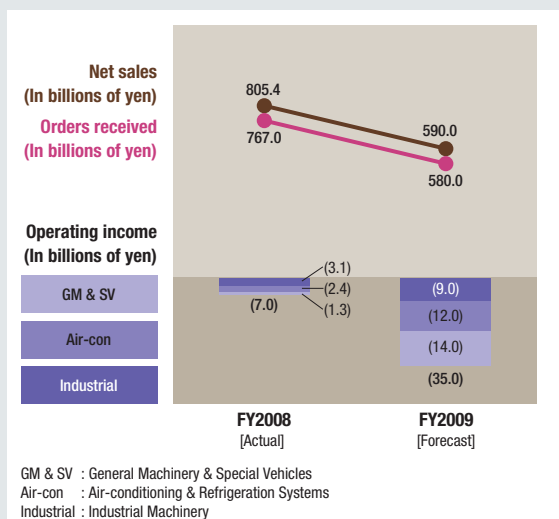 Net sales
(In billions of yen)
Orders received
(In billions of yen)
805.4
767.0
590.0
580.0
Operating income
(In billions of yen)
GM & SV
Air-con
Industrial
(3.1)
(2.4)
(1.3)
(7.0)
(9.0)
(12.0)
(14.0)
(35.0)
FY2008
[Actual]
FY2009
[Forecast]
GM & SV : General Machinery & Special Vehicles
Air-con : Air-conditioning & Refrigeration Systems
Industrial : Industrial Machinery